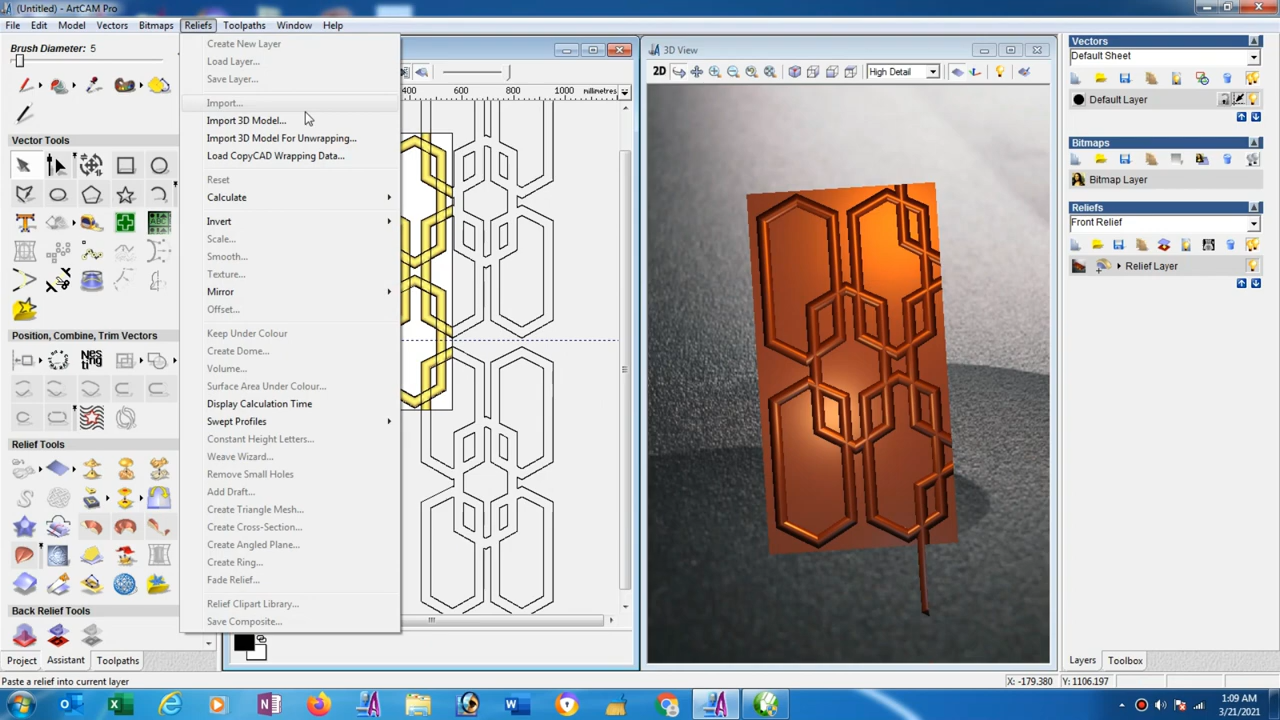 (Untitled) - ArtCAM Pro
File Edit Model Vectors Bitmaps Reliefs Toolpaths Window Help
Brush Diameter: 5
Vector Tools
Position, Combine, Trim Vectors
Nes
ting
Relief Tools
Back Relief Tools
Project Assistant Toolpaths
Paste a relief into current layer
Create New Layer
Load Layer...
Save Layer...
Import...
Import 3D Model...
Import 3D Model For Unwrapping...
Load CopyCAD Wrapping Data...
Reset
Calculate
Invert
Scale...
Smooth...
Texture...
Mirror
Offset...
Keep Under Colour
Create Dome...
Volume...
Surface Area Under Colour...
Display Calculation Time
Swept Profiles
Constant Height Letters...
Weave Wizard...
Remove Small Holes
Add Draft...
Create Triangle Mesh...
Create Cross-Section...
Create Angled Plane...
Create Ring...
Fade Relief...
Relief Clipart Library...
Save Composite...
400 600 800 1000 millimetres
3D View
2D High Detail
Vectors
Default Sheet
Default Layer
Bitmaps
Bitmap Layer
Reliefs
Front Relief
Relief Layer
Layers Toolbox
X: -179.380 Y: 1106.197
1:09 AM
3/21/2021